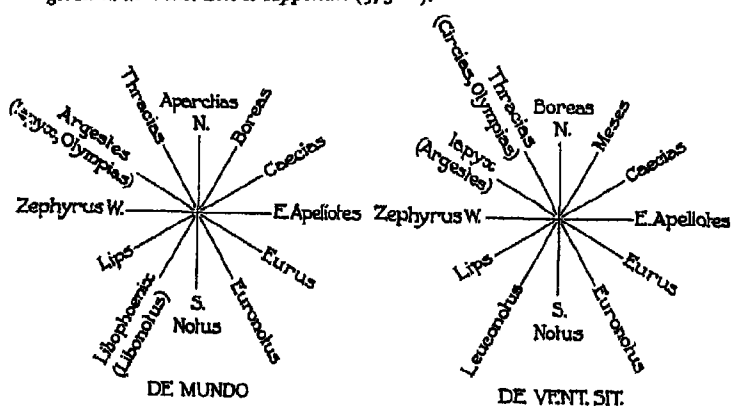 Thracias
Aparctias
N.
Boreas
Argestes
(Iapyx, Olympias)
Caecias
Zephyrus W.
E. Apeliotes
Lips
Eurus
Libophoenix
(Libonotus)
S.
Notus
Euronotus
DE MUNDO
(Circias, Olympias)
Thracias
Boreas
N.
Meses
Iapyx
(Argestes)
Caecias
Zephyrus W.
E. Apeliotes
Lips
Eurus
Leuconotus
S.
Notus
Euronotus
DE VENT. SIT.